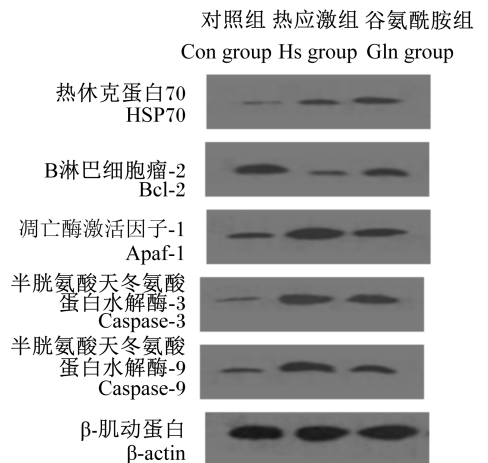 对照组 热应激组 谷氨酰胺组
Con group Hs group Gln group
热休克蛋白70
HSP70
B淋巴细胞瘤-2
Bcl-2
凋亡酶激活因子-1
Apaf-1
半胱氨酸天冬氨酸
蛋白水解酶-3
Caspase-3
半胱氨酸天冬氨酸
蛋白水解酶-9
Caspase-9
β-肌动蛋白
β-actin